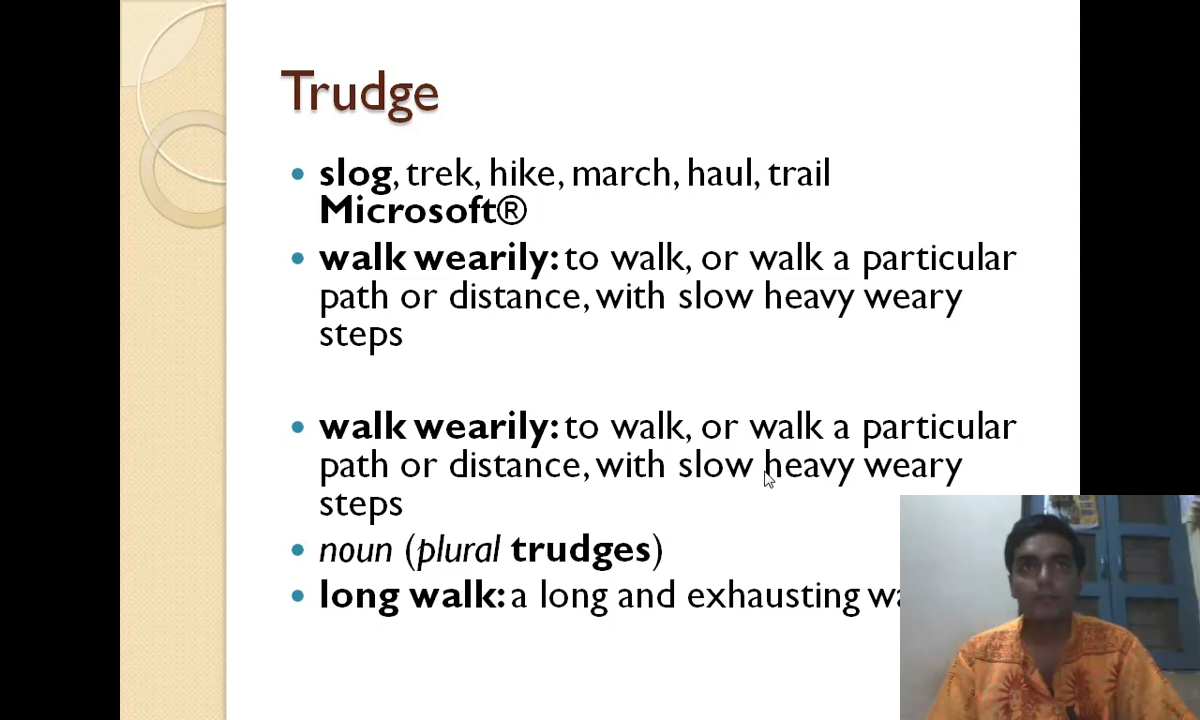 Trudge
slog, trek, hike, march, haul, trail
Microsoft®
walk wearily: to walk, or walk a particular
path or distance, with slow heavy weary
steps
walk wearily: to walk, or walk a particular
path or distance, with slow heavy weary
steps
noun (plural trudges)
long walk: a long and exhausting